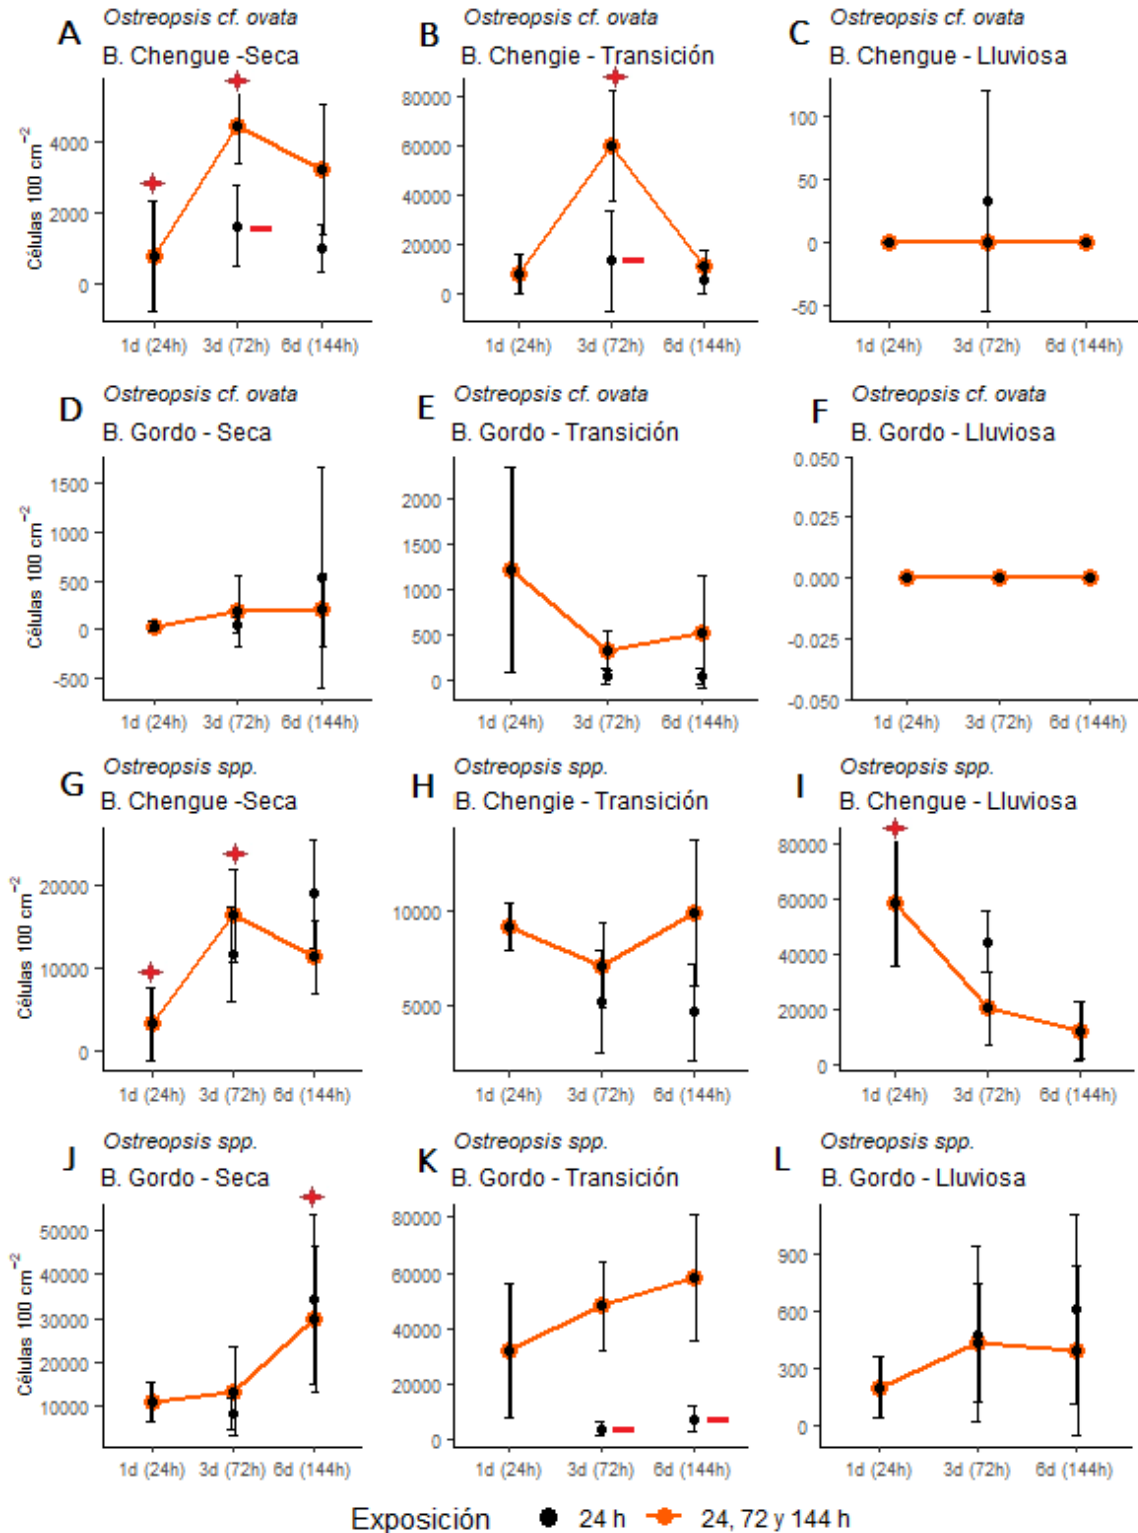 Ostreopsis cf. ovata
A
B. Chengue -Seca
Células 100 cm⁻²
4000
2000
0
1d (24h) 3d (72h) 6d (144h)
Ostreopsis cf. ovata
B
B. Chengie - Transición
80000
60000
40000
20000
0
1d (24h) 3d (72h) 6d (144h)
Ostreopsis cf. ovata
C
B. Chengue - Lluviosa
100
50
0
-50
1d (24h) 3d (72h) 6d (144h)
Ostreopsis cf. ovata
D
B. Gordo - Seca
Células 100 cm⁻²
1500
1000
500
0
-500
1d (24h) 3d (72h) 6d (144h)
Ostreopsis cf. ovata
E
B. Gordo - Transición
2000
1500
1000
500
0
1d (24h) 3d (72h) 6d (144h)
Ostreopsis cf. ovata
F
B. Gordo - Lluviosa
0.050
0.025
0.000
-0.025
-0.050
1d (24h) 3d (72h) 6d (144h)
Ostreopsis spp.
G
B. Chengue -Seca
Células 100 cm⁻²
20000
10000
0
1d (24h) 3d (72h) 6d (144h)
Ostreopsis spp.
H
B. Chengie - Transición
10000
5000
1d (24h) 3d (72h) 6d (144h)
Ostreopsis spp.
I
B. Chengue - Lluviosa
80000
60000
40000
20000
0
1d (24h) 3d (72h) 6d (144h)
Ostreopsis spp.
J
B. Gordo - Seca
Células 100 cm⁻²
50000
40000
30000
20000
10000
1d (24h) 3d (72h) 6d (144h)
Ostreopsis spp.
K
B. Gordo - Transición
80000
60000
40000
20000
0
1d (24h) 3d (72h) 6d (144h)
Ostreopsis spp.
L
B. Gordo - Lluviosa
900
600
300
0
1d (24h) 3d (72h) 6d (144h)
Exposición 24 h 24, 72 y 144 h